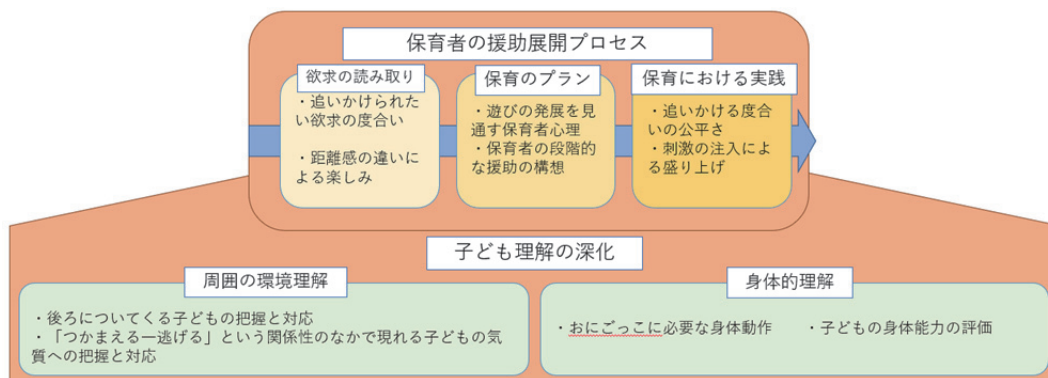 保育者の援助展開プロセス
欲求の読み取り
・追いかけられた
い欲求の度合い
・距離感の違いに
よる楽しみ
保育のプラン
・遊びの発展を見
通す保育者心理
・保育者の段階的
な援助の構想
保育における実践
・追いかける度合
いの公平さ
・刺激の注入によ
る盛り上げ
子ども理解の深化
周囲の環境理解
・後ろについてくる子どもの把握と対応
・「つかまえる―逃げる」という関係性のなかで現れる子どもの気
質への把握と対応
身体的理解
・おにごっこに必要な身体動作　・子どもの身体能力の評価